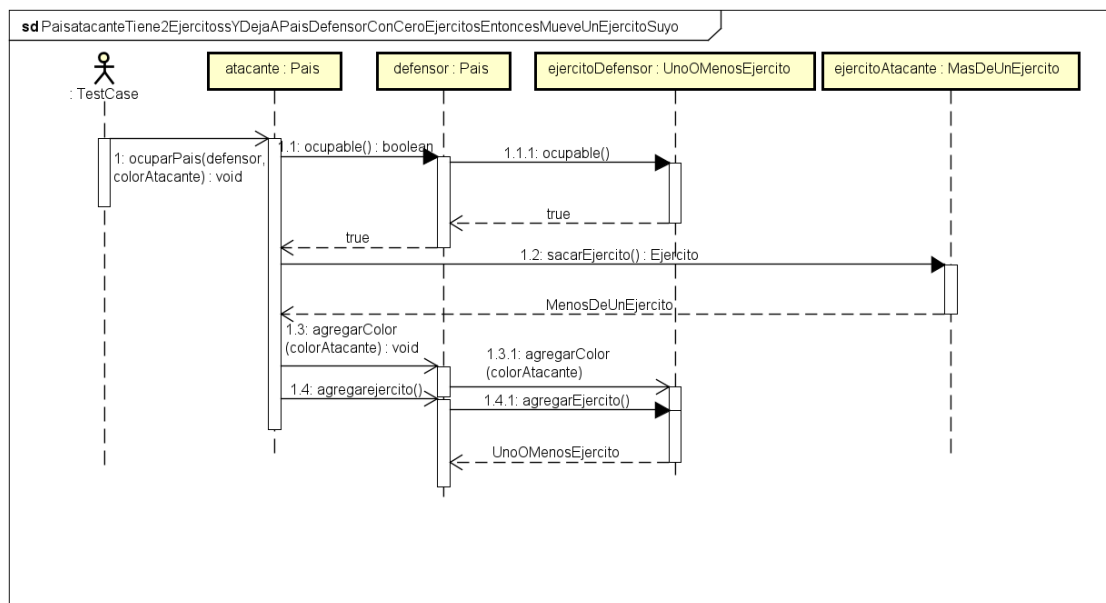 sd PaisatacanteTiene2EjercitossYDejaAPaisDefensorConCeroEjercitosEntoncesMueveUnEjercitoSuyo
: TestCase
atacante : Pais
defensor : Pais
ejercitoDefensor : UnoOMenosEjercito
ejercitoAtacante : MasDeUnEjercito
1: ocuparPais(defensor,
colorAtacante) : void
1.1: ocupable() : boolean
1.1.1: ocupable()
true
true
1.2: sacarEjercito() : Ejercito
MenosDeUnEjercito
1.3: agregarColor
(colorAtacante) : void
1.3.1: agregarColor
(colorAtacante)
1.4: agregarejercito()
1.4.1: agregarEjercito()
UnoOMenosEjercito